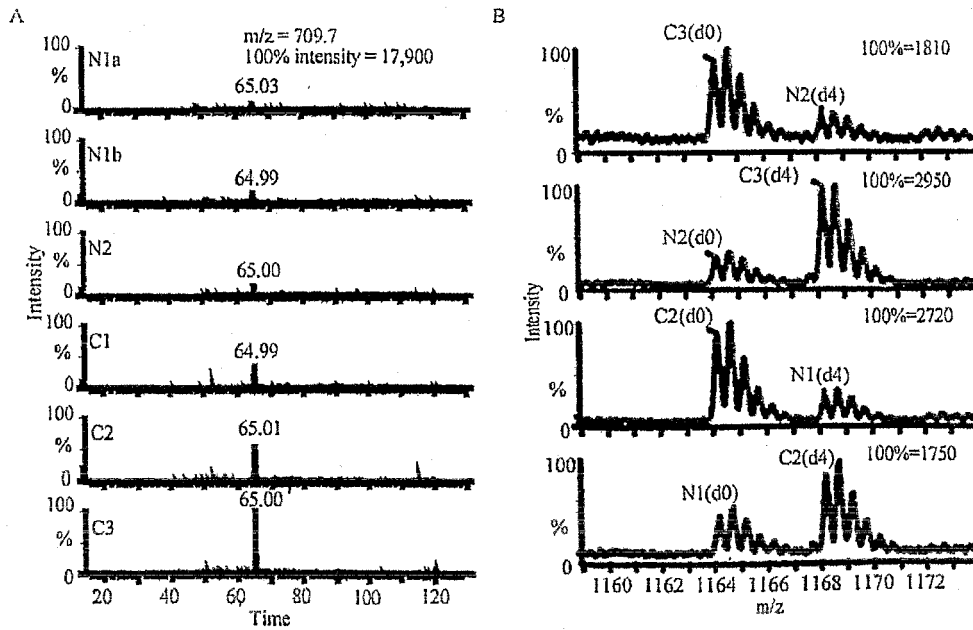 A
m/z = 709.7
100% intensity = 17,900
100
%
0
N1a
65.03
100
%
0
N1b
64.99
100
%
0
N2
65.00
100
%
0
C1
64.99
100
%
0
C2
65.01
100
%
0
C3
65.00
Intensity
20 40 60 80 100 120
Time
B
C3(d0)
100%=1810
N2(d4)
100
%
0
C3(d4)
100%=2950
N2(d0)
100
%
0
C2(d0)
100%=2720
N1(d4)
100
%
0
C2(d4)
100%=1750
N1(d0)
100
%
0
Intensity
1160 1162 1164 1166 1168 1170 1172
m/z